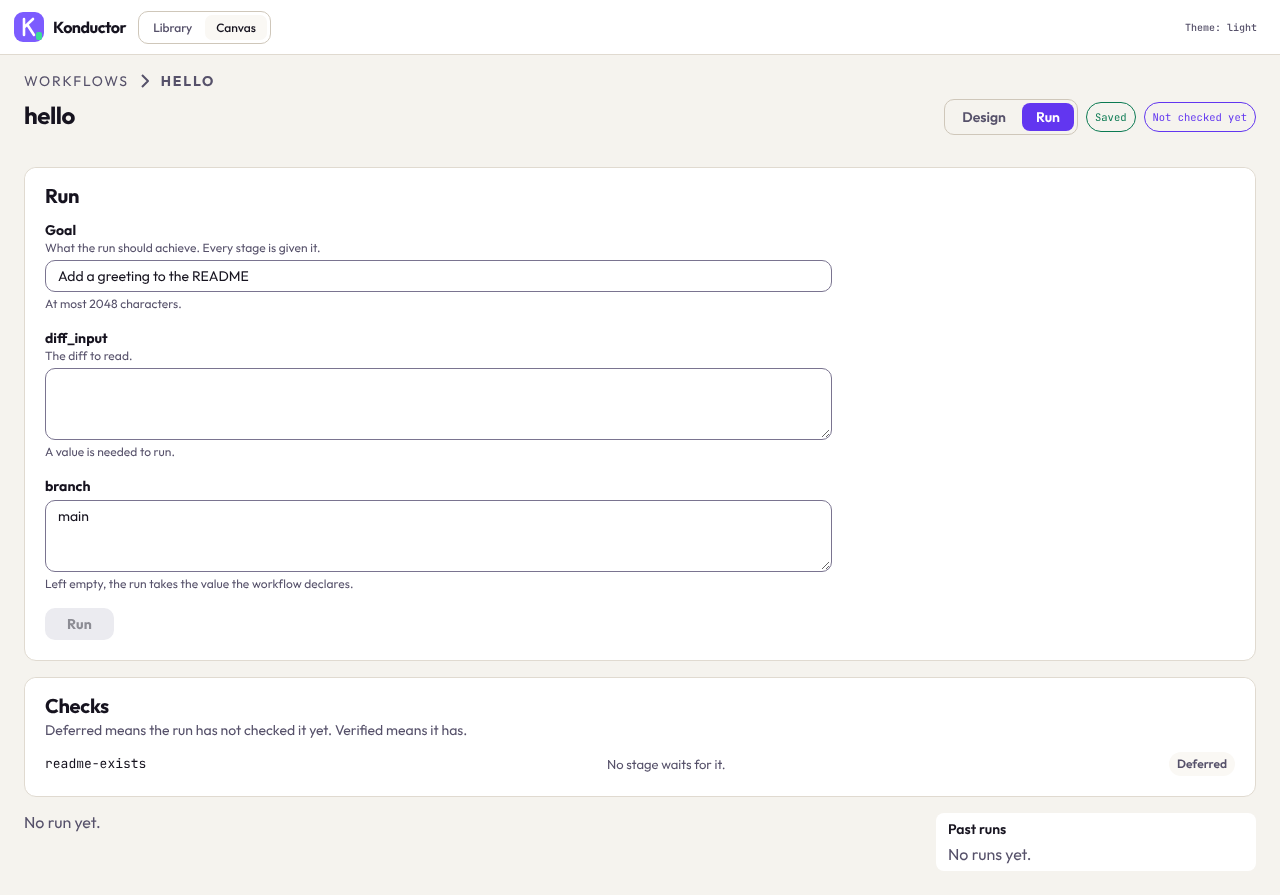 Konductor
Library
Canvas
Theme: light
WORKFLOWS > HELLO
hello
Design
Run
Saved
Not checked yet
Run
Goal
What the run should achieve. Every stage is given it.
Add a greeting to the README
At most 2048 characters.
diff_input
The diff to read.
A value is needed to run.
branch
main
Left empty, the run takes the value the workflow declares.
Run
Checks
Deferred means the run has not checked it yet. Verified means it has.
readme-exists
No stage waits for it.
Deferred
No run yet.
Past runs
No runs yet.